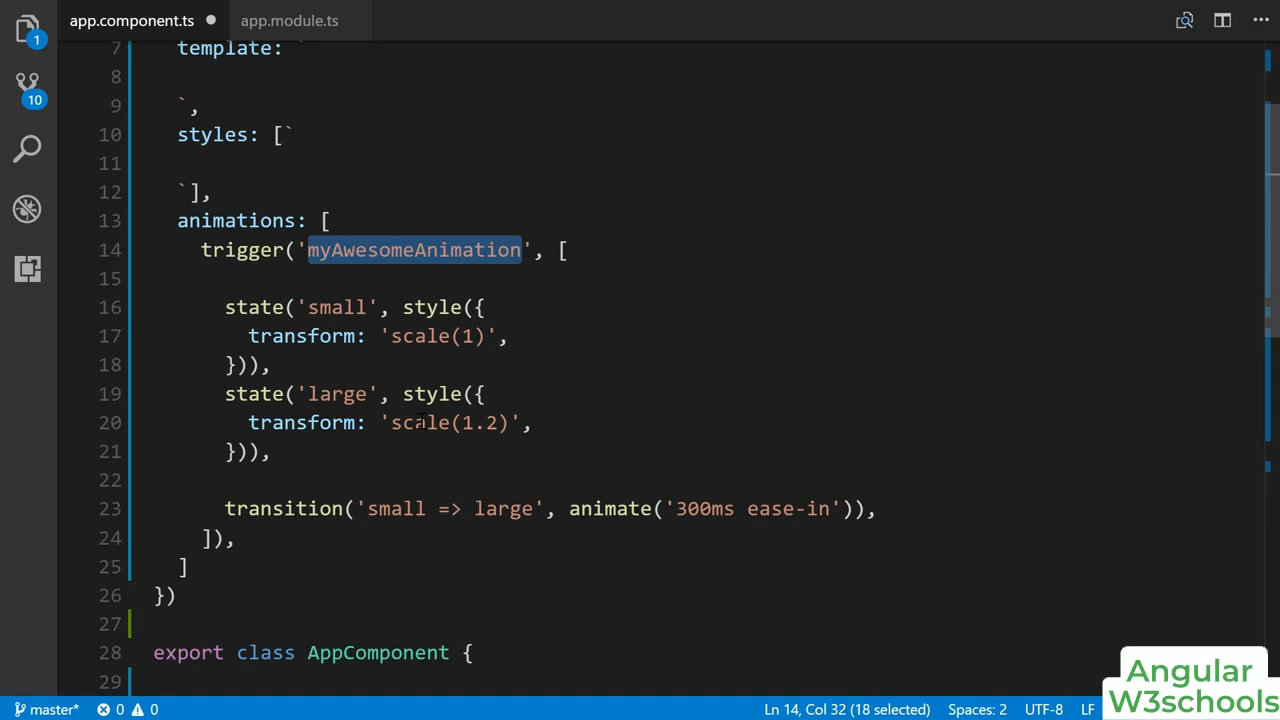 app.component.ts app.module.ts
1
10
7 template: `
8
9 `,
10 styles: [`
11
12 `],
13 animations: [
14 trigger('myAwesomeAnimation', [
15
16 state('small', style({
17 transform: 'scale(1)',
18 })),
19 state('large', style({
20 transform: 'scale(1.2)',
21 })),
22
23 transition('small => large', animate('300ms ease-in')),
24 ]),
25 ]
26 })
27
28 export class AppComponent {
29
master* 0 0 Ln 14, Col 32 (18 selected) Spaces: 2 UTF-8 LF
Angular
W3schools